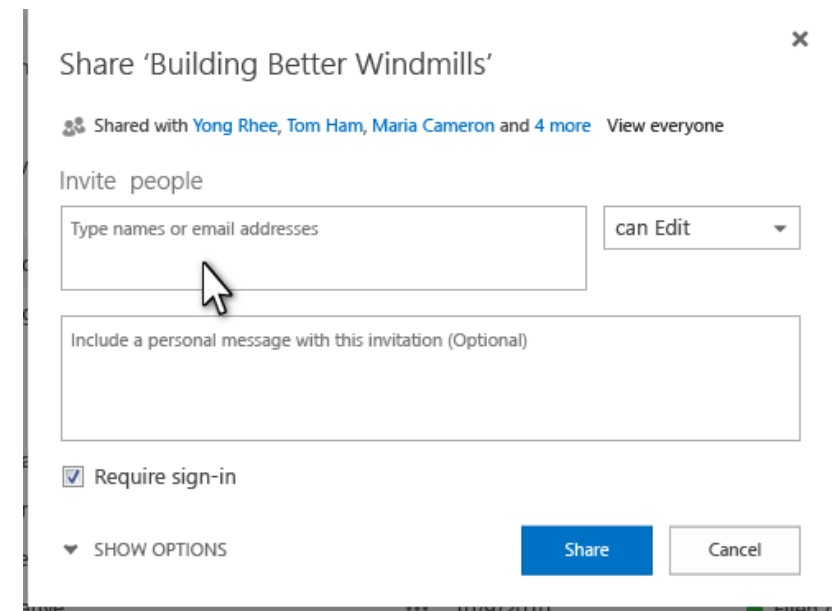 Share ‘Building Better Windmills’
Shared with Yong Rhee, Tom Ham, Maria Cameron and 4 more View everyone
Invite people
Type names or email addresses
can Edit
Include a personal message with this invitation (Optional)
Require sign-in
SHOW OPTIONS
Share
Cancel